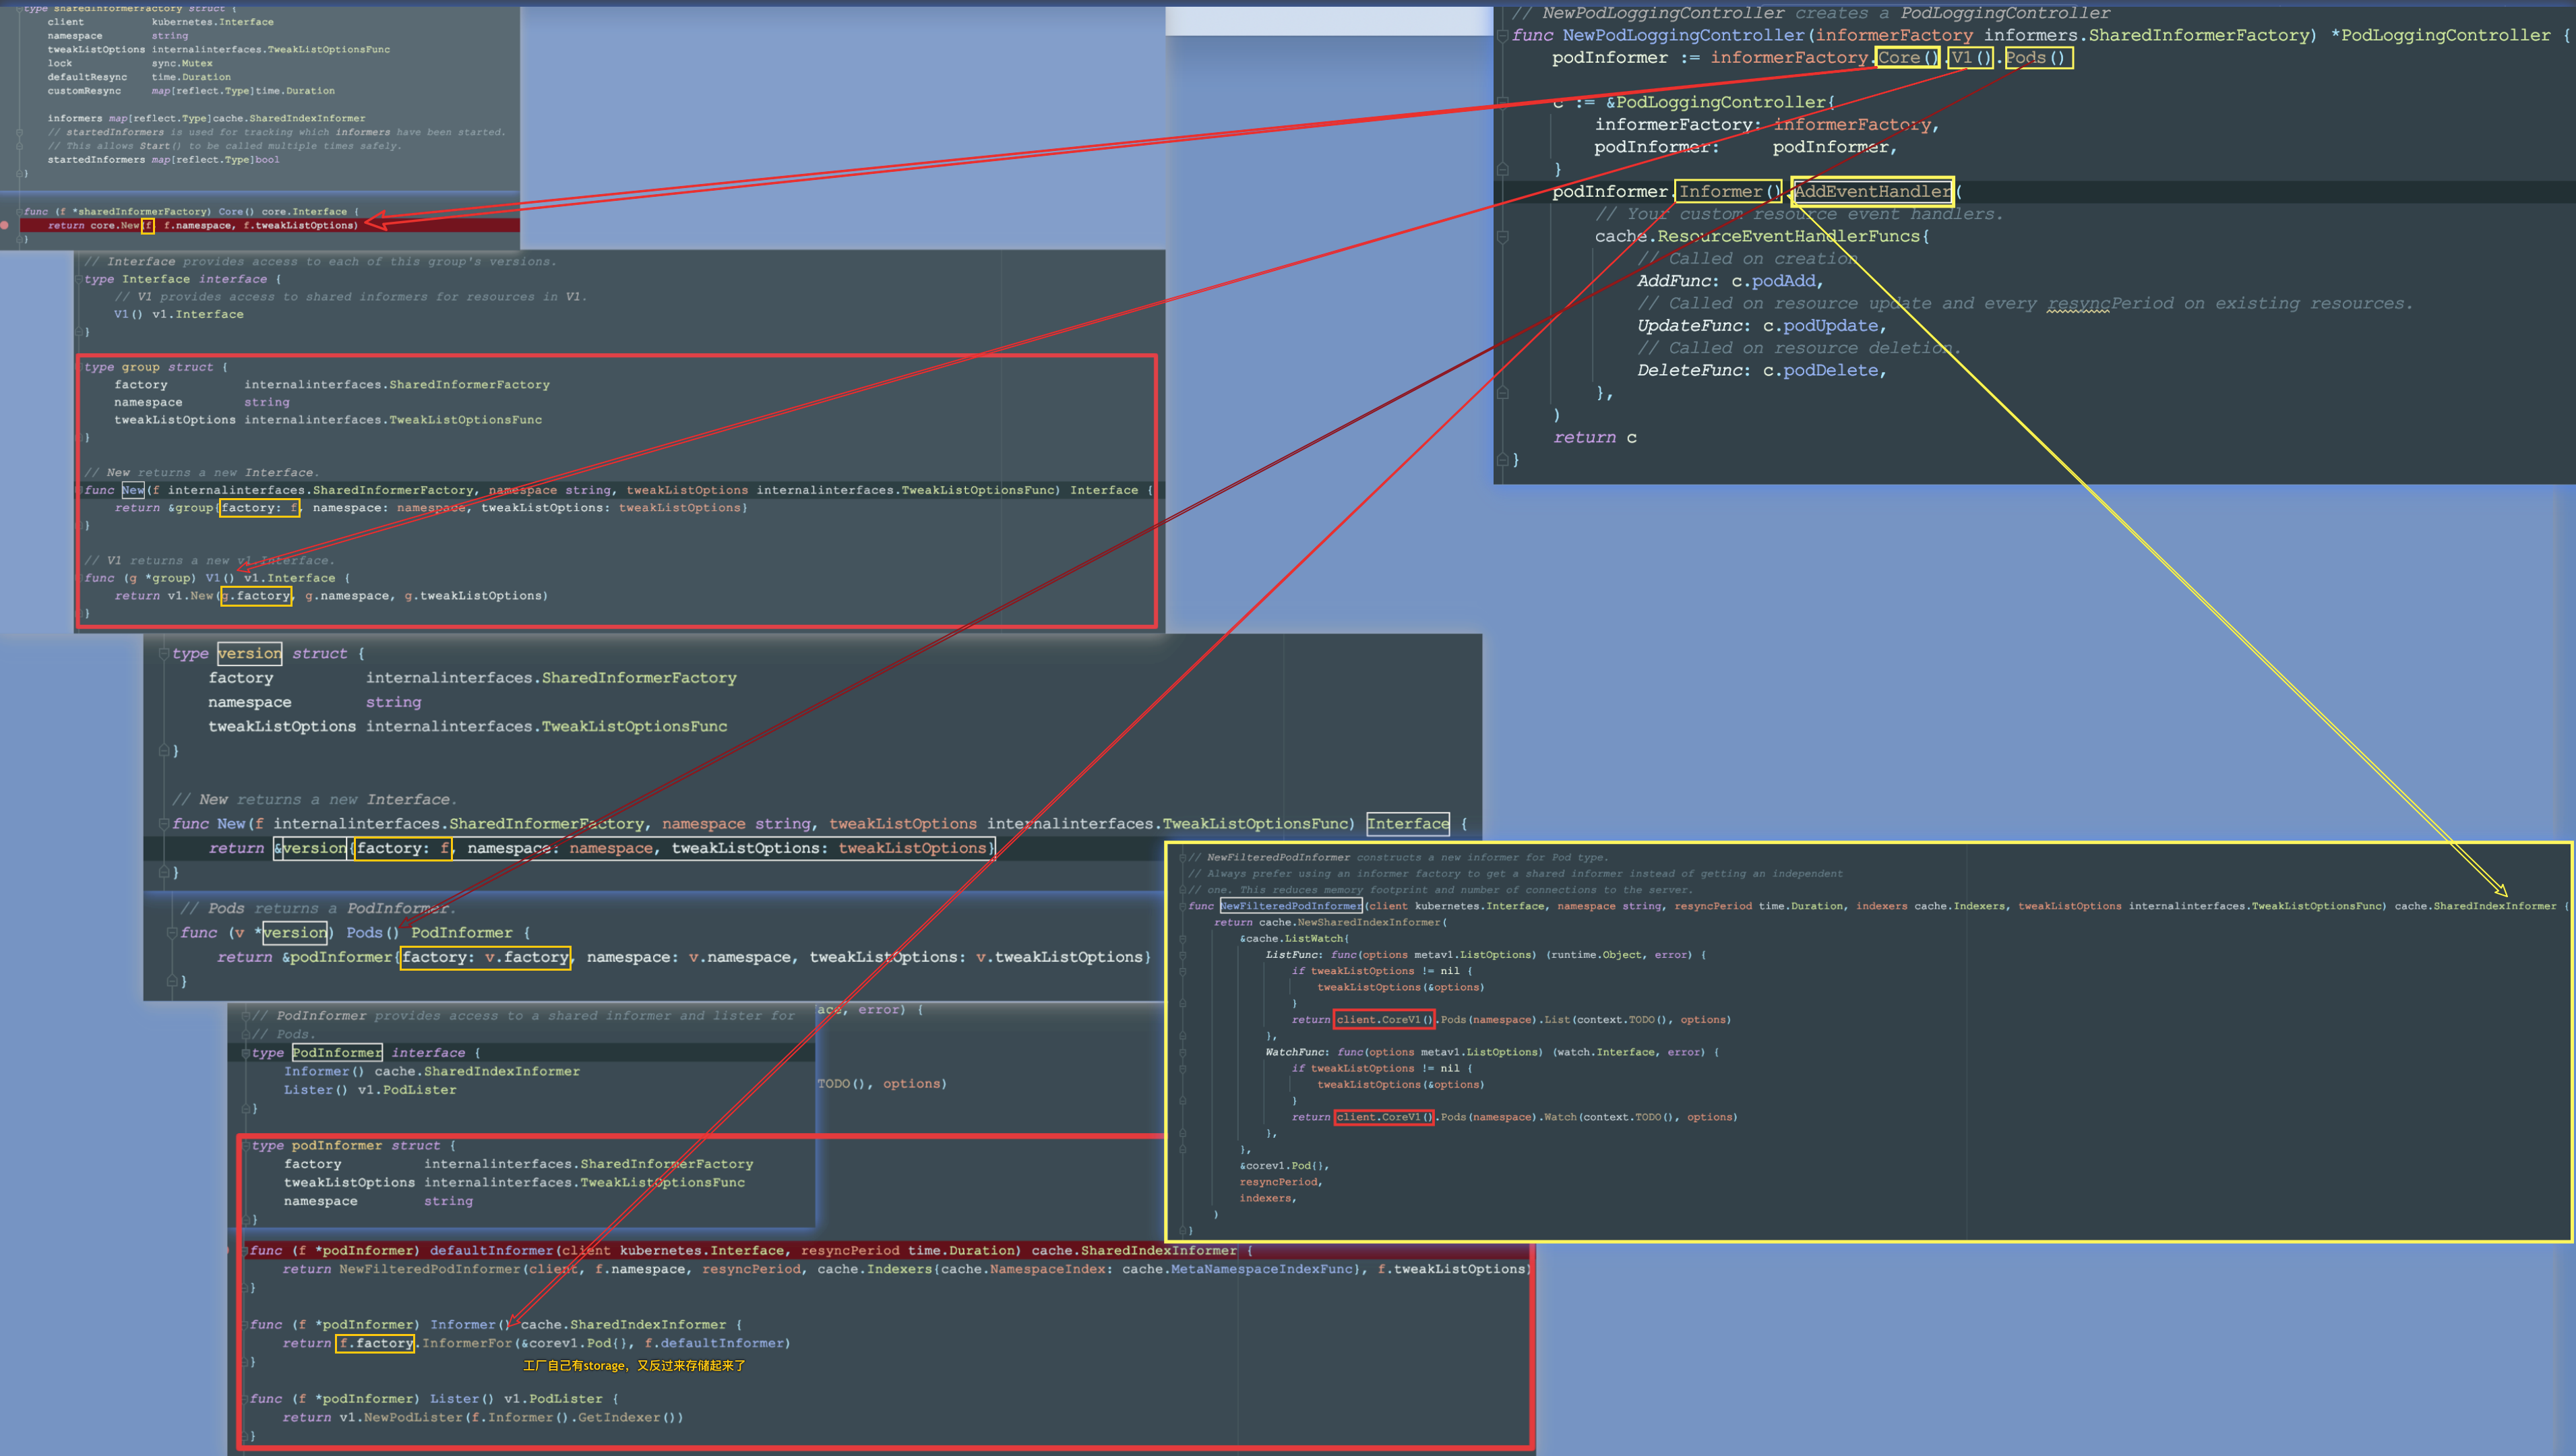 type sharedInformerFactory struct {
client kubernetes.Interface
namespace string
tweakListOptions internalinterfaces.TweakListOptionsFunc
lock sync.Mutex
defaultResync time.Duration
customResync map[reflect.Type]time.Duration
informers map[reflect.Type]cache.SharedIndexInformer
// startedInformers is used for tracking which informers have been started.
// This allows Start() to be called multiple times safely.
startedInformers map[reflect.Type]bool
}
func (f *sharedInformerFactory) Core() core.Interface {
return core.New(f, f.namespace, f.tweakListOptions)
}
// Interface provides access to each of this group's versions.
type Interface interface {
// V1 provides access to shared informers for resources in V1.
V1() v1.Interface
}
type group struct {
factory internalinterfaces.SharedInformerFactory
namespace string
tweakListOptions internalinterfaces.TweakListOptionsFunc
}
// New returns a new Interface.
func New(f internalinterfaces.SharedInformerFactory, namespace string, tweakListOptions internalinterfaces.TweakListOptionsFunc) Interface {
return &group{factory: f, namespace: namespace, tweakListOptions: tweakListOptions}
}
// V1 returns a new v1.Interface.
func (g *group) V1() v1.Interface {
return v1.New(g.factory, g.namespace, g.tweakListOptions)
}
type version struct {
factory internalinterfaces.SharedInformerFactory
namespace string
tweakListOptions internalinterfaces.TweakListOptionsFunc
}
// New returns a new Interface.
func New(f internalinterfaces.SharedInformerFactory, namespace string, tweakListOptions internalinterfaces.TweakListOptionsFunc) Interface {
return &version{factory: f, namespace: namespace, tweakListOptions: tweakListOptions}
}
// Pods returns a PodInformer.
func (v *version) Pods() PodInformer {
return &podInformer{factory: v.factory, namespace: v.namespace, tweakListOptions: v.tweakListOptions}
}
ace, error) {
TODO(), options)
// PodInformer provides access to a shared informer and lister for
// Pods.
type PodInformer interface {
Informer() cache.SharedIndexInformer
Lister() v1.PodLister
}
type podInformer struct {
factory internalinterfaces.SharedInformerFactory
tweakListOptions internalinterfaces.TweakListOptionsFunc
namespace string
}
func (f *podInformer) defaultInformer(client kubernetes.Interface, resyncPeriod time.Duration) cache.SharedIndexInformer {
return NewFilteredPodInformer(client, f.namespace, resyncPeriod, cache.Indexers{cache.NamespaceIndex: cache.MetaNamespaceIndexFunc}, f.tweakListOptions)
}
func (f *podInformer) Informer() cache.SharedIndexInformer {
return f.factory.InformerFor(&corev1.Pod{}, f.defaultInformer)
}
工厂自己有storage，又反过来存储起来了
func (f *podInformer) Lister() v1.PodLister {
return v1.NewPodLister(f.Informer().GetIndexer())
}
// NewPodLoggingController creates a PodLoggingController
func NewPodLoggingController(informerFactory informers.SharedInformerFactory) *PodLoggingController {
podInformer := informerFactory.Core().V1().Pods()
c := &PodLoggingController{
informerFactory: informerFactory,
podInformer: podInformer,
}
podInformer.Informer().AddEventHandler(
// Your custom resource event handlers.
cache.ResourceEventHandlerFuncs{
// Called on creation
AddFunc: c.podAdd,
// Called on resource update and every resyncPeriod on existing resources.
UpdateFunc: c.podUpdate,
// Called on resource deletion.
DeleteFunc: c.podDelete,
},
)
return c
}
// NewFilteredPodInformer constructs a new informer for Pod type.
// Always prefer using an informer factory to get a shared informer instead of getting an independent
// one. This reduces memory footprint and number of connections to the server.
func NewFilteredPodInformer(client kubernetes.Interface, namespace string, resyncPeriod time.Duration, indexers cache.Indexers, tweakListOptions internalinterfaces.TweakListOptionsFunc) cache.SharedIndexInformer {
return cache.NewSharedIndexInformer(
&cache.ListWatch{
ListFunc: func(options metav1.ListOptions) (runtime.Object, error) {
if tweakListOptions != nil {
tweakListOptions(&options)
}
return client.CoreV1().Pods(namespace).List(context.TODO(), options)
},
WatchFunc: func(options metav1.ListOptions) (watch.Interface, error) {
if tweakListOptions != nil {
tweakListOptions(&options)
}
return client.CoreV1().Pods(namespace).Watch(context.TODO(), options)
},
},
&corev1.Pod{},
resyncPeriod,
indexers,
)
}